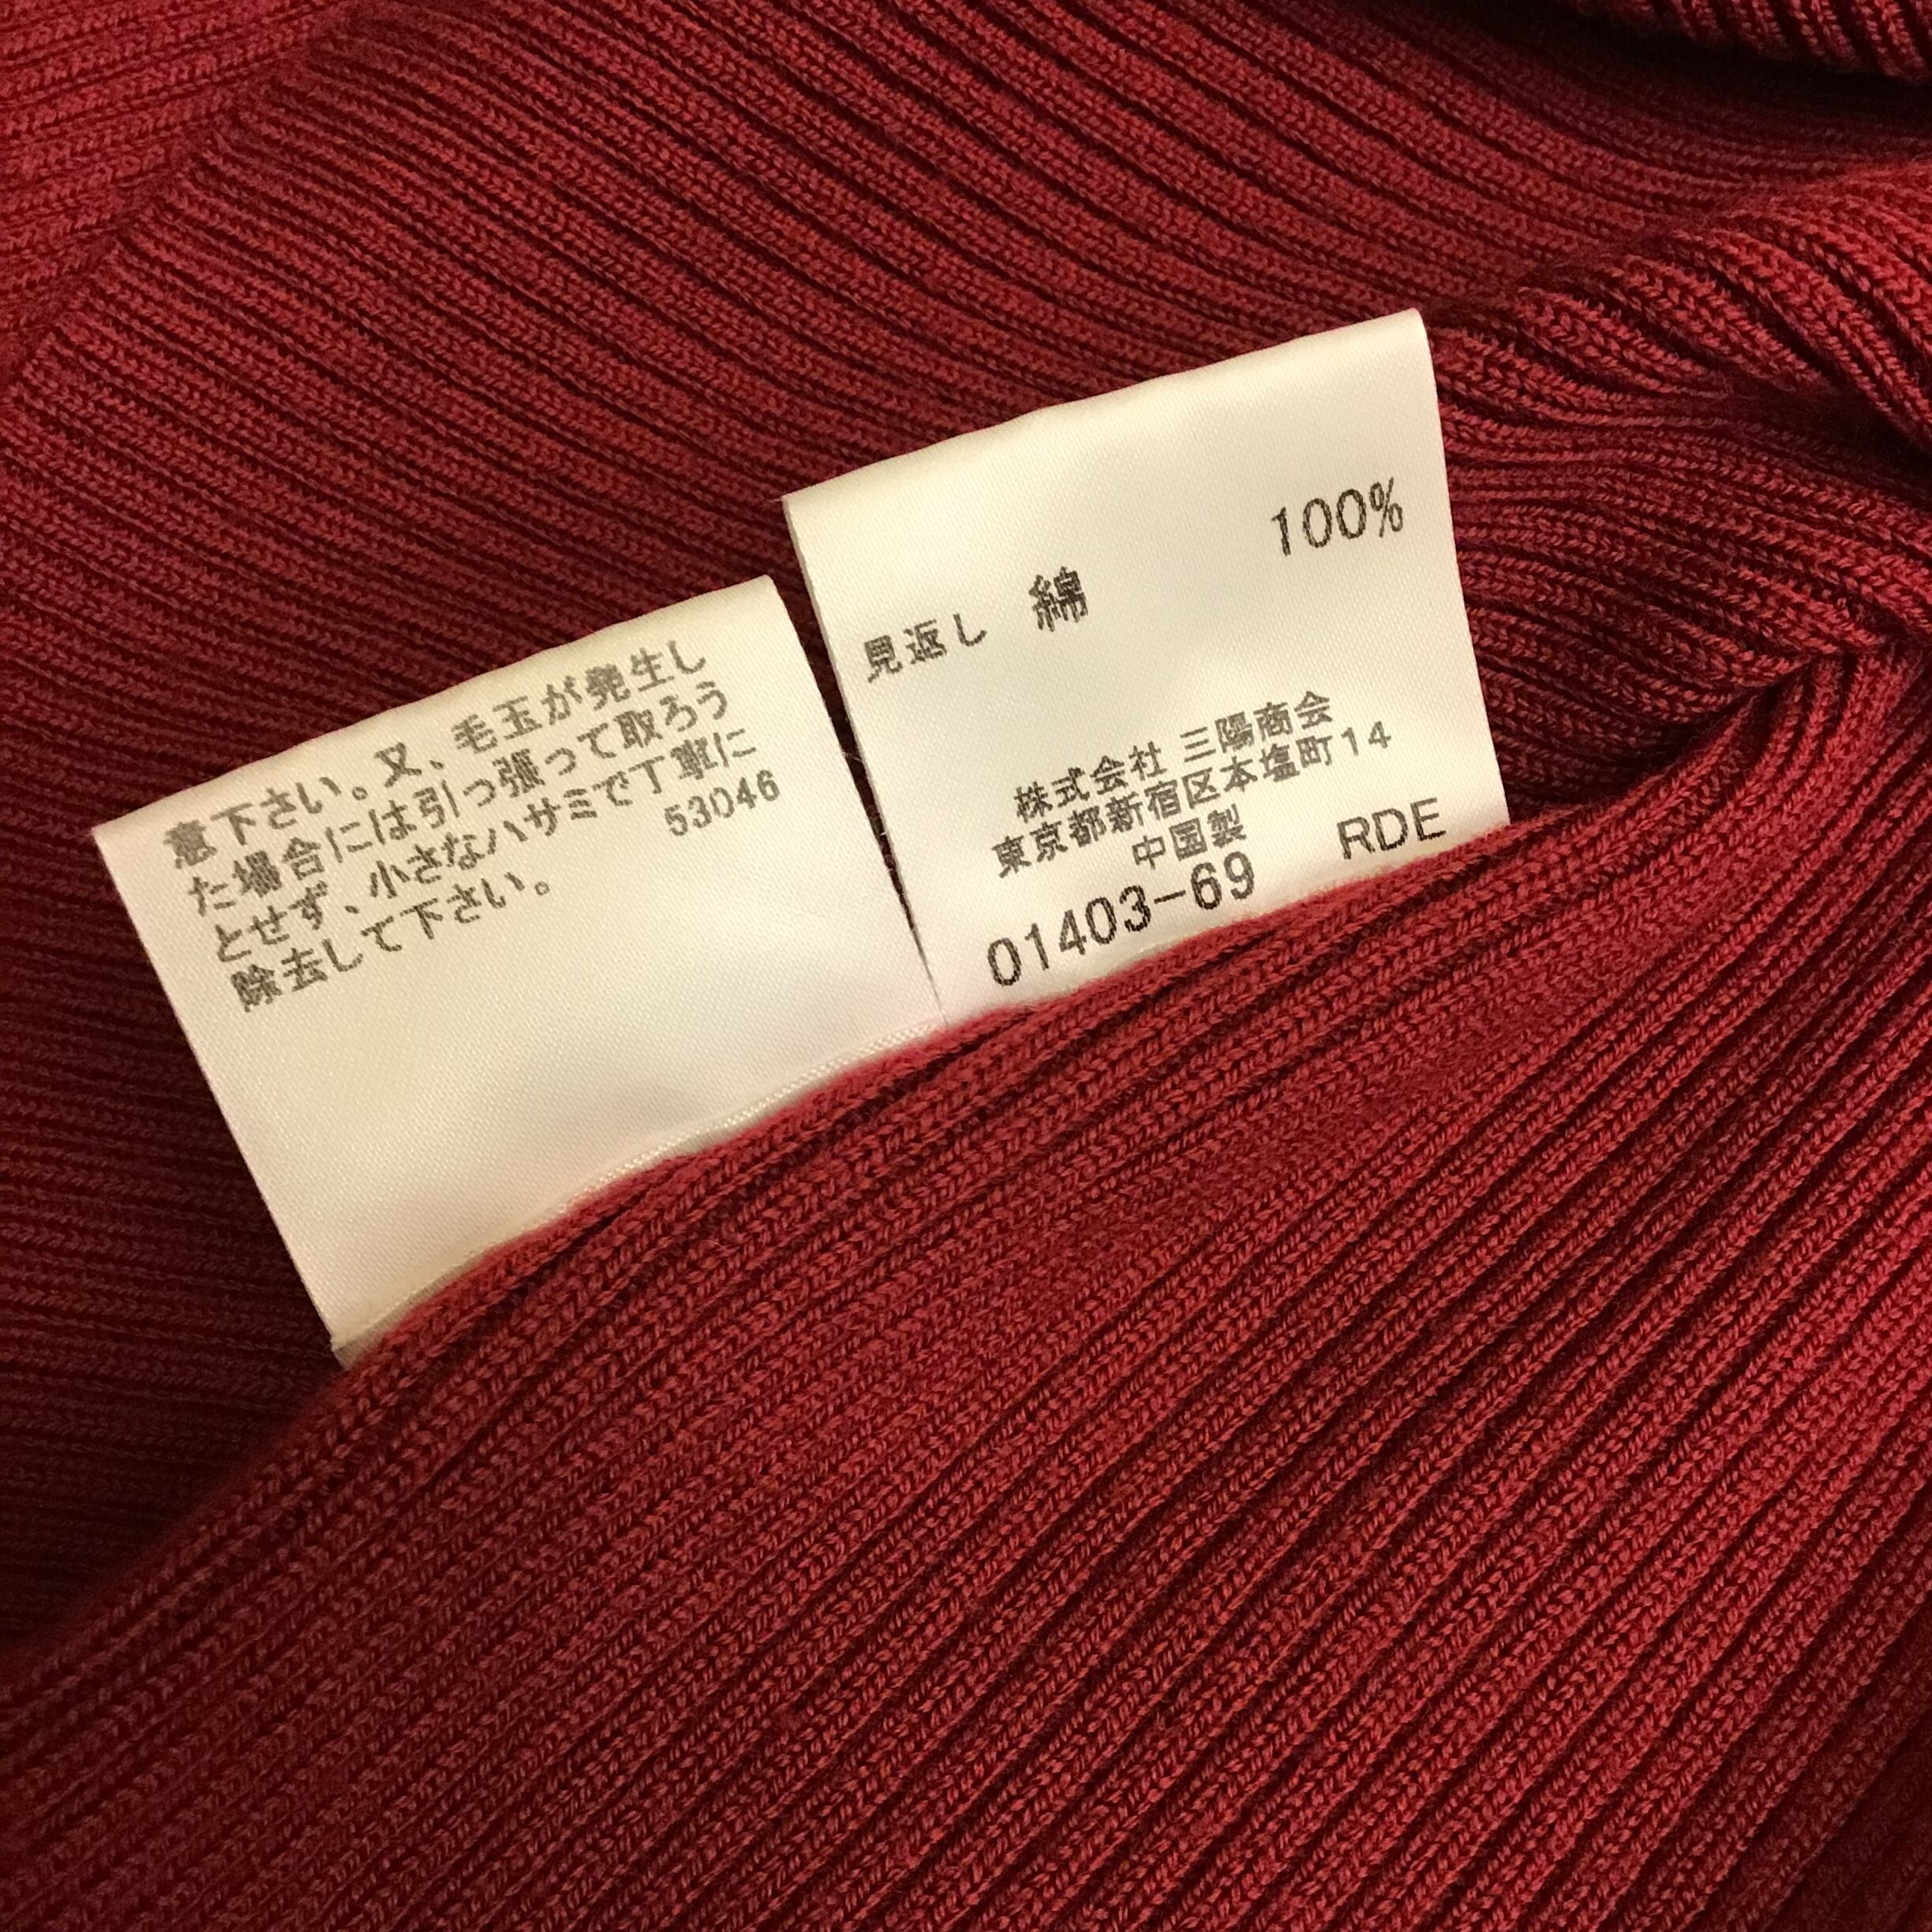 意下さい。又、毛玉が発生し
た場合には引っ張って取ろう
とせず、小さなハサミで丁寧に
除去して下さい。
53046
100%
見返し 綿
株式会社 三陽商会
東京都新宿区本塩町14
中国製
01403-69 RDE